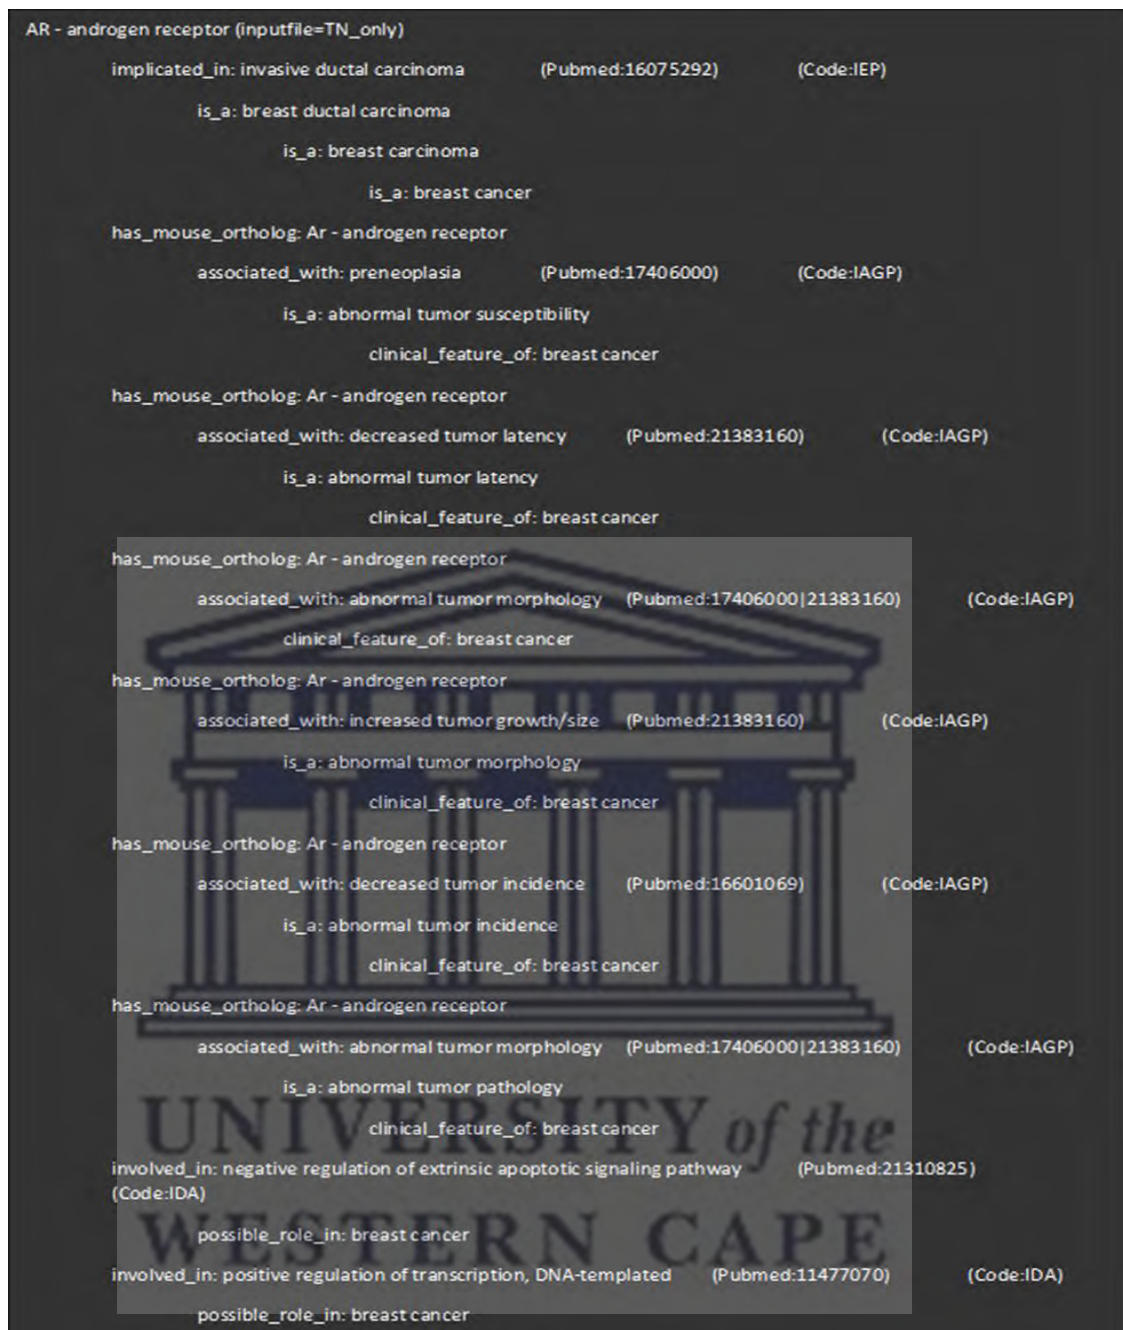 AR - androgen receptor (inputfile=TN_only)
implicated_in: invasive ductal carcinoma (Pubmed:16075292) (Code:IEP)
is_a: breast ductal carcinoma
is_a: breast carcinoma
is_a: breast cancer
has_mouse_ortholog: Ar - androgen receptor
associated_with: preneoplasia (Pubmed:17406000) (Code:IAGP)
is_a: abnormal tumor susceptibility
clinical_feature_of: breast cancer
has_mouse_ortholog: Ar - androgen receptor
associated_with: decreased tumor latency (Pubmed:21383160) (Code:IAGP)
is_a: abnormal tumor latency
clinical_feature_of: breast cancer
has_mouse_ortholog: Ar - androgen receptor
associated_with: abnormal tumor morphology (Pubmed:17406000|21383160) (Code:IAGP)
clinical_feature_of: breast cancer
has_mouse_ortholog: Ar - androgen receptor
associated_with: increased tumor growth/size (Pubmed:21383160) (Code:IAGP)
is_a: abnormal tumor morphology
clinical_feature_of: breast cancer
has_mouse_ortholog: Ar - androgen receptor
associated_with: decreased tumor incidence (Pubmed:16601069) (Code:IAGP)
is_a: abnormal tumor incidence
clinical_feature_of: breast cancer
has_mouse_ortholog: Ar - androgen receptor
associated_with: abnormal tumor morphology (Pubmed:17406000|21383160) (Code:IAGP)
is_a: abnormal tumor pathology
clinical_feature_of: breast cancer
UNIVERSITY of the
involved_in: negative regulation of extrinsic apoptotic signaling pathway (Pubmed:21310825)
(Code:IDA)
possible_role_in: breast cancer
WESTERN CAPE
involved_in: positive regulation of transcription, DNA-templated (Pubmed:11477070) (Code:IDA)
possible_role_in: breast cancer